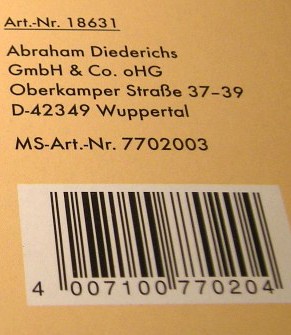 Art.-Nr. 18631
Abraham Diederichs
GmbH & Co. oHG
Oberkamper Straße 37–39
D-42349 Wuppertal
MS-Art.-Nr. 7702003
4 007100 770204